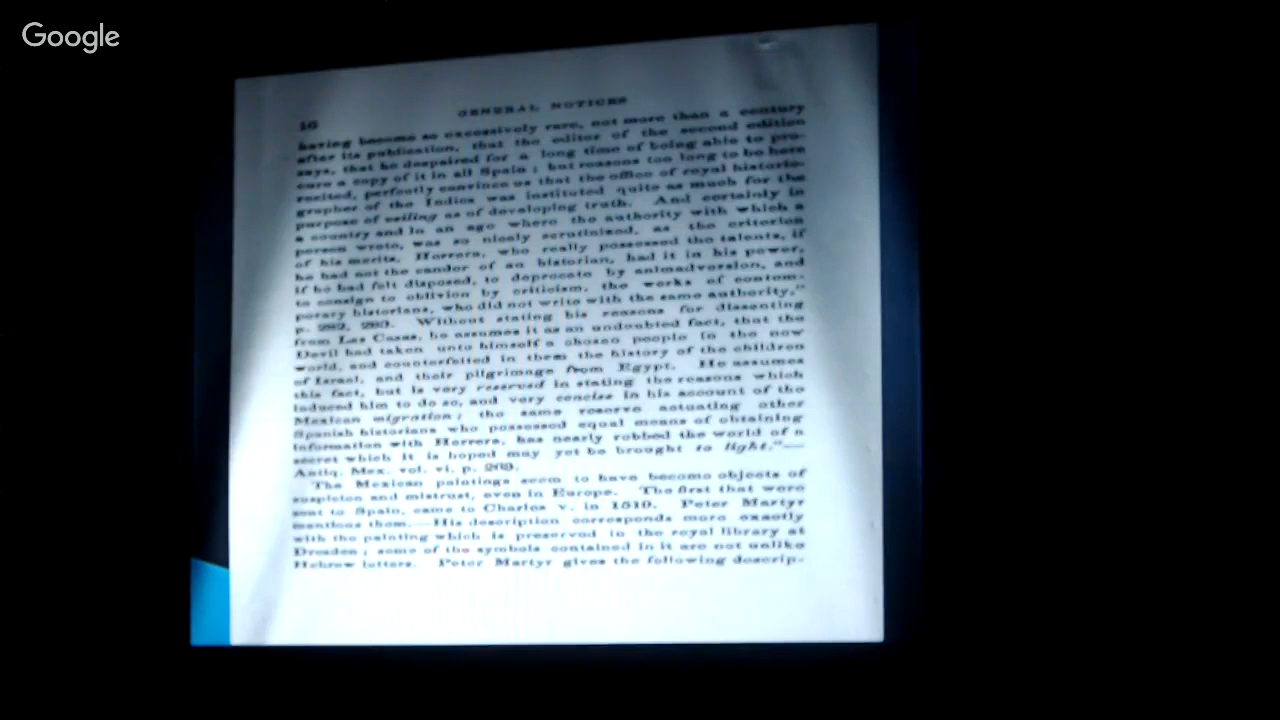 Google
16
GENERAL NOTICES
having become so excessively rare, not more than a century
after its publication, that the editor of the second edition
says, that he despaired for a long time of being able to pro-
cure a copy of it in all Spain; but reasons too long to be here
recited, perfectly convince us that the office of royal historio-
grapher of the Indies was instituted quite as much for the
purpose of veiling as of developing truth. And certainly in
a country and in an age where the authority with which a
person wrote, was so nicely scrutinized, as the criterion
of his merits, Herrera, who really possessed the talents, if
he had not the candor of an historian, had it in his power,
if he had felt disposed, to deprecate by animadversion, and
to consign to oblivion by criticism, the works of contem-
porary historians, who did not write with the same authority,"
p. 262, 263. Without stating his reasons for dissenting
from Las Casas, he assumes it as an undoubted fact, that the
Devil had taken unto himself a chosen people in the new
world, and counterfeited in them the history of the children
of Israel, and their pilgrimage from Egypt. He assumes
this fact, but is very reserved in stating the reasons which
induced him to do so, and very concise in his account of the
Mexican migration; the same reserve actuating other
Spanish historians who possessed equal means of obtaining
information with Herrera, has nearly robbed the world of a
secret which it is hoped may yet be brought to light."—
Antiq. Mex. vol. vi. p. 263.
The Mexican paintings seem to have become objects of
suspicion and mistrust, even in Europe. The first that were
sent to Spain, came to Charles v. in 1519. Peter Martyr
mentions them.—His description corresponds more exactly
with the painting which is preserved in the royal library at
Dresden; some of the symbols contained in it are not unlike
Hebrew letters. Peter Martyr gives the following descrip-